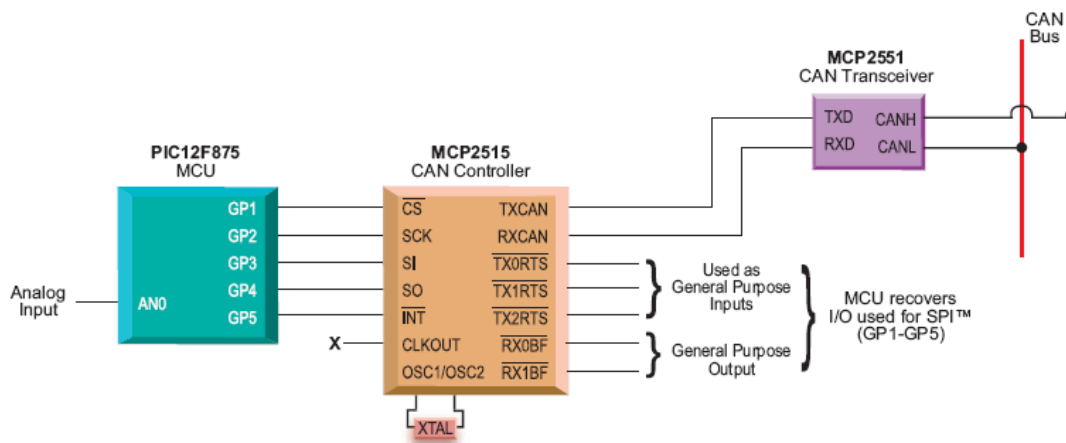 CAN
Bus
MCP2551
CAN Transceiver
TXD
CANH
RXD
CANL
PIC12F875
MCU
GP1
GP2
GP3
GP4
GP5
AN0
Analog
Input
MCP2515
CAN Controller
CS
TXCAN
SCK
RXCAN
SI
TX0RTS
SO
TX1RTS
INT
TX2RTS
CLKOUT
RX0BF
OSC1/OSC2
RX1BF
X
XTAL
Used as
General Purpose
Inputs
General Purpose
Output
MCU recovers
I/O used for SPI™
(GP1-GP5)